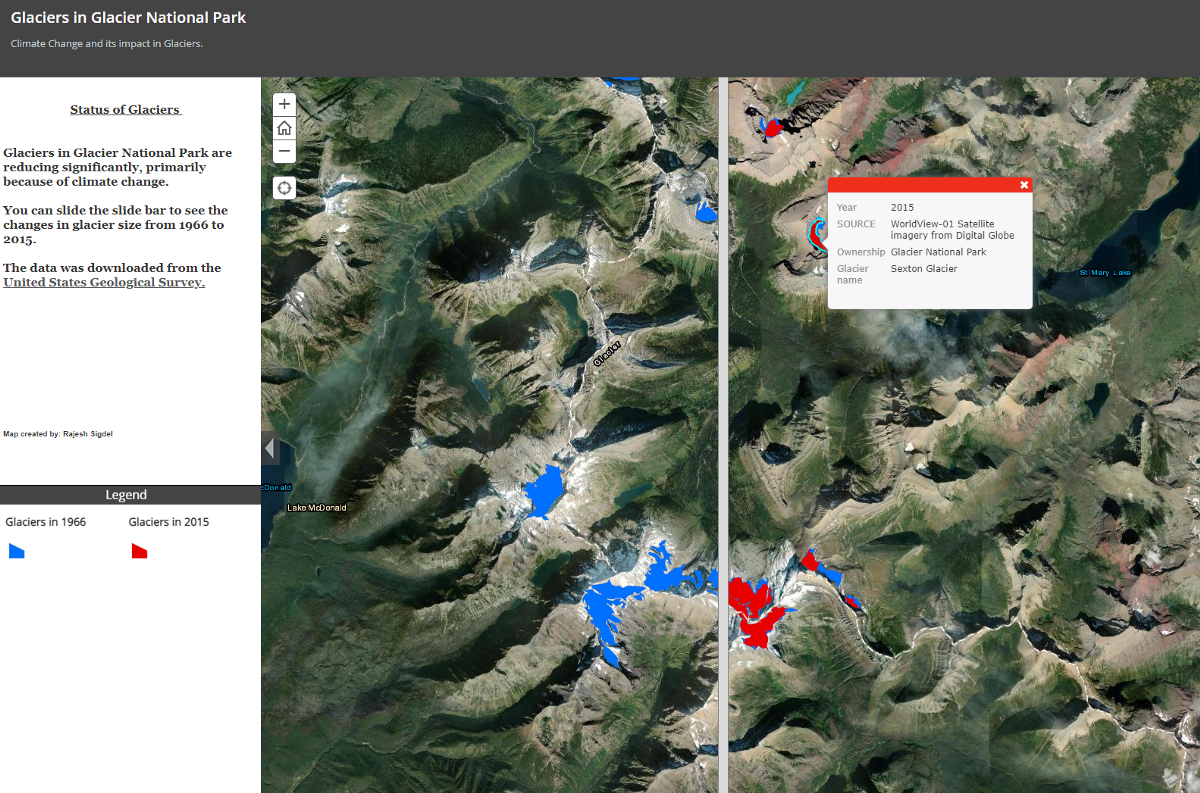 Glaciers in Glacier National Park
Climate Change and its impact in Glaciers.
Status of Glaciers
Glaciers in Glacier National Park are
reducing significantly, primarily
because of climate change.
You can slide the slide bar to see the
changes in glacier size from 1966 to
2015.
The data was downloaded from the
United States Geological Survey.
Map created by: Rajesh Sigdel
Legend
Glaciers in 1966
Glaciers in 2015
+
−
Year 2015
SOURCE WorldView-01 Satellite
imagery from Digital Globe
Ownership Glacier National Park
Glacier Sexton Glacier
name
St Mary Lake
Glacier
cDonald
Lake McDonald